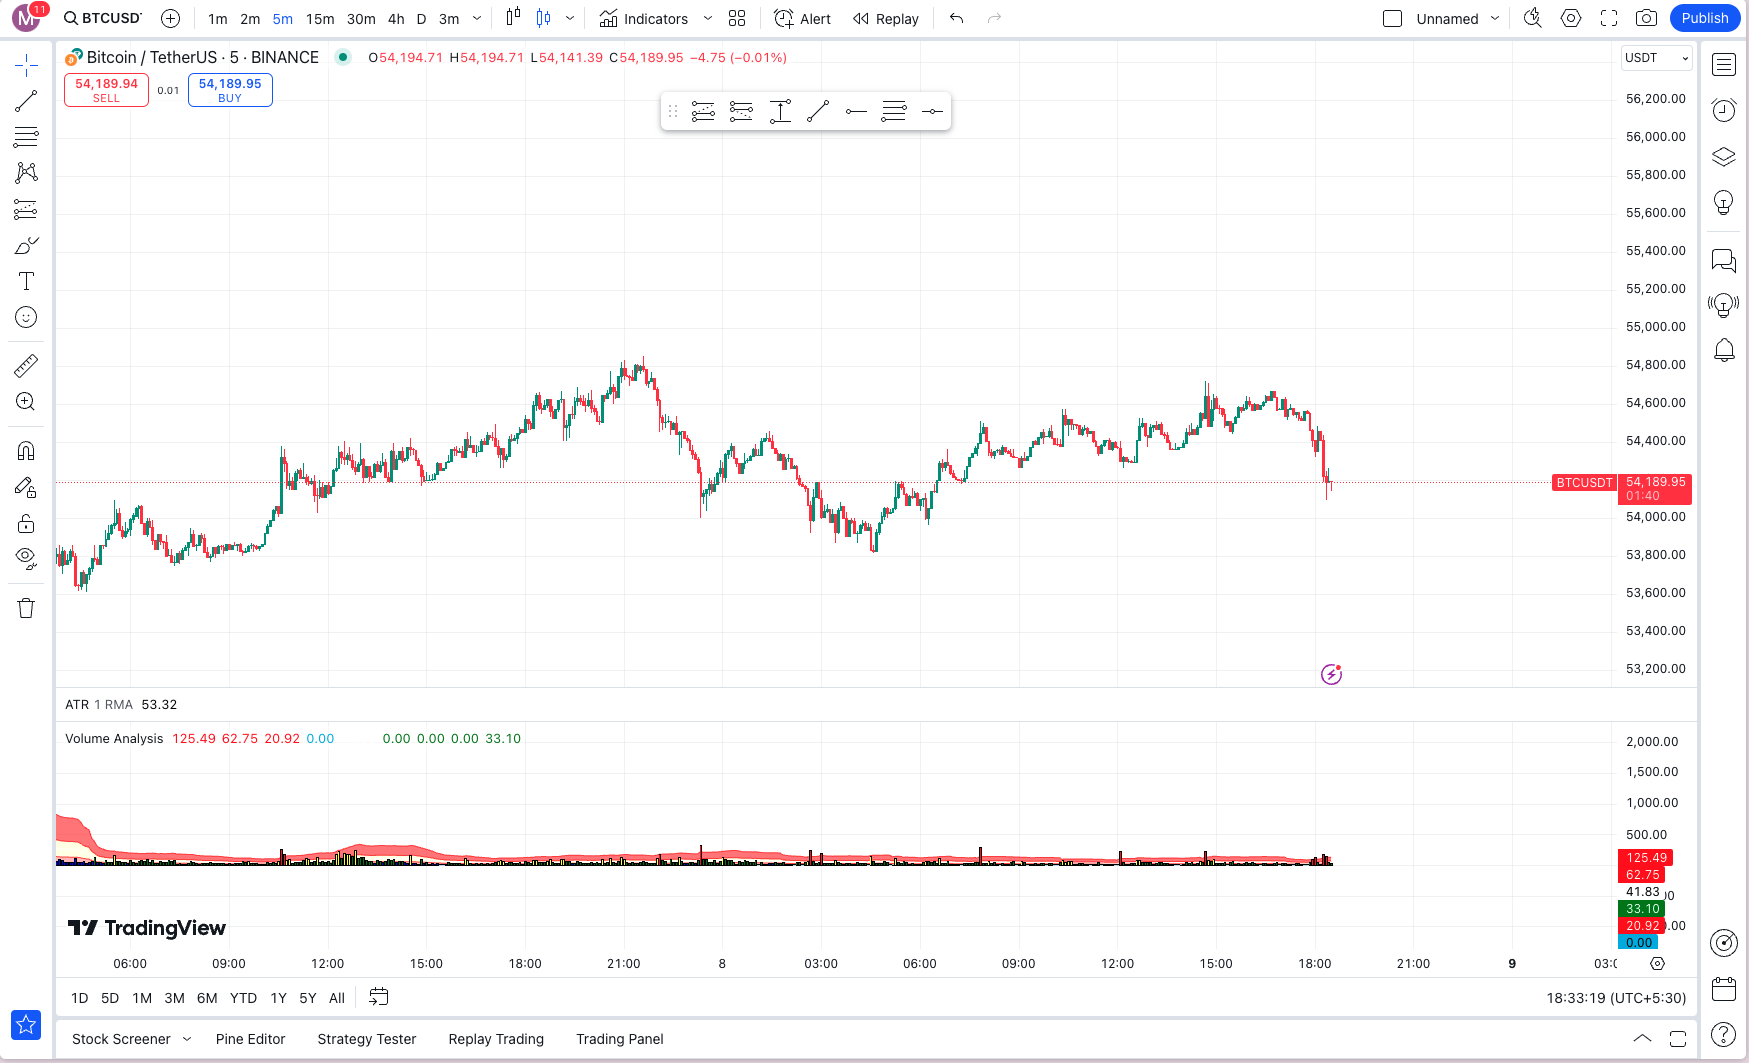 M 11 BTCUSD 1m 2m 5m 15m 30m 4h D 3m Indicators Alert Replay Unnamed Publish
Bitcoin / TetherUS · 5 · BINANCE O54,194.71 H54,194.71 L54,141.39 C54,189.95 −4.75 (−0.01%) USDT
54,189.94 SELL 0.01 54,189.95 BUY
56,200.00
56,000.00
55,800.00
55,600.00
55,400.00
55,200.00
55,000.00
54,800.00
54,600.00
54,400.00
BTCUSDT 54,189.95
01:40
54,000.00
53,800.00
53,600.00
53,400.00
53,200.00
ATR 1 RMA 53.32
Volume Analysis 125.49 62.75 20.92 0.00 0.00 0.00 0.00 33.10
2,000.00
1,500.00
1,000.00
500.00
125.49
62.75
41.83
33.10
20.92
0.00
TradingView
06:00 09:00 12:00 15:00 18:00 21:00 8 03:00 06:00 09:00 12:00 15:00 18:00 21:00 9
1D 5D 1M 3M 6M YTD 1Y 5Y All 18:33:19 (UTC+5:30)
Stock Screener Pine Editor Strategy Tester Replay Trading Trading Panel